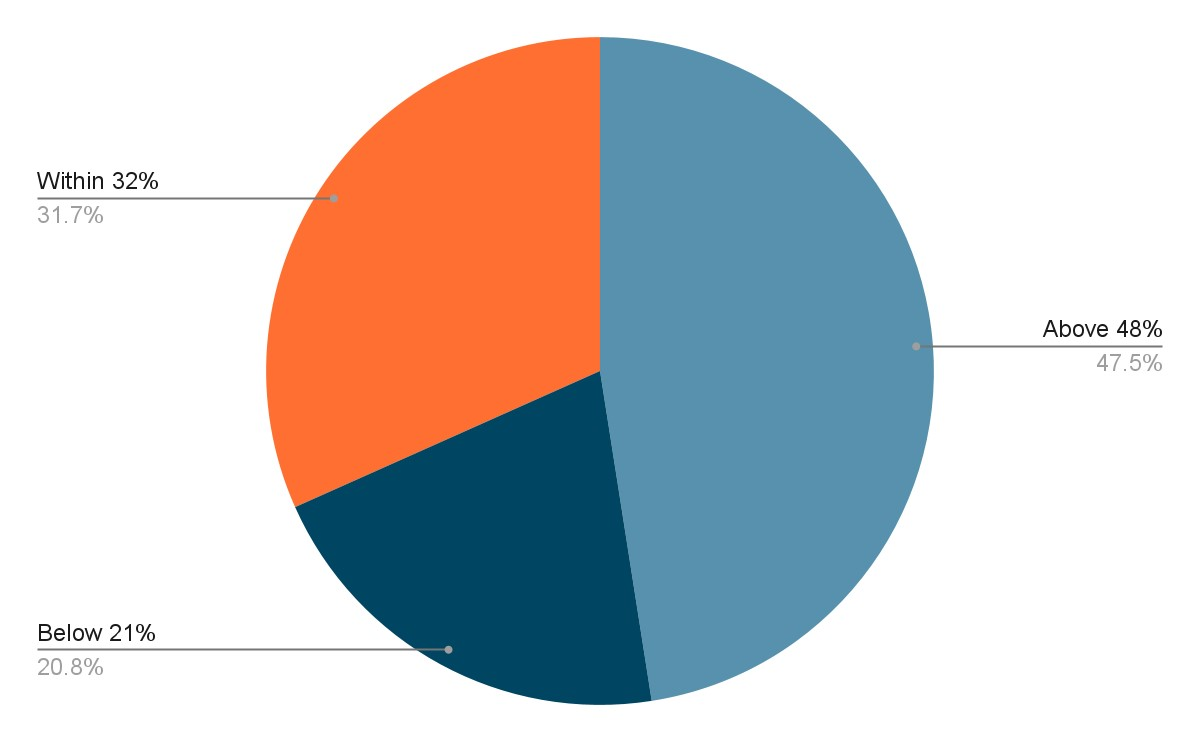 Within 32%
31.7%
Above 48%
47.5%
Below 21%
20.8%